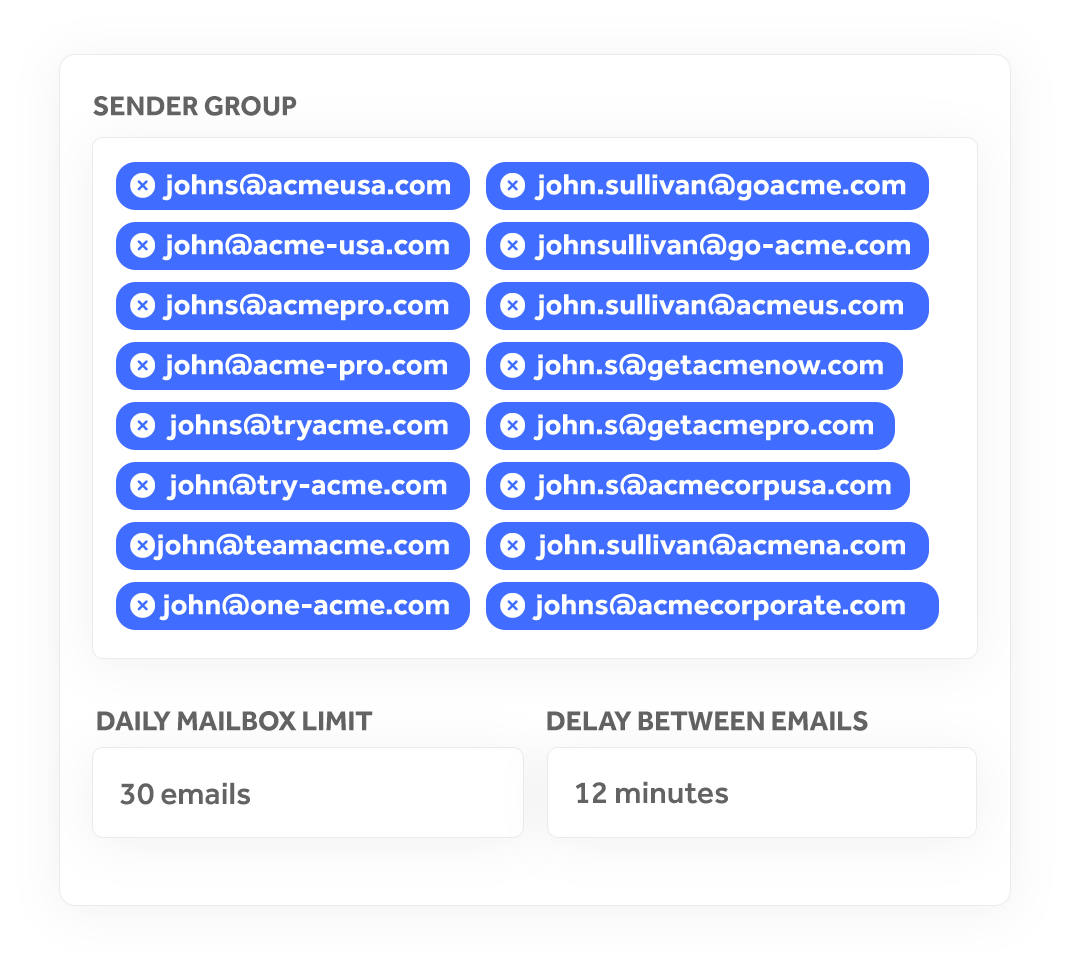 SENDER GROUP
johns@acmeusa.com
john.sullivan@goacme.com
john@acme-usa.com
johnsullivan@go-acme.com
johns@acmepro.com
john.sullivan@acmeus.com
john@acme-pro.com
john.s@getacmenow.com
johns@tryacme.com
john.s@getacmepro.com
john@try-acme.com
john.s@acmecorpusa.com
john@teamacme.com
john.sullivan@acmena.com
john@one-acme.com
johns@acmecorporate.com
DAILY MAILBOX LIMIT
DELAY BETWEEN EMAILS
30 emails
12 minutes